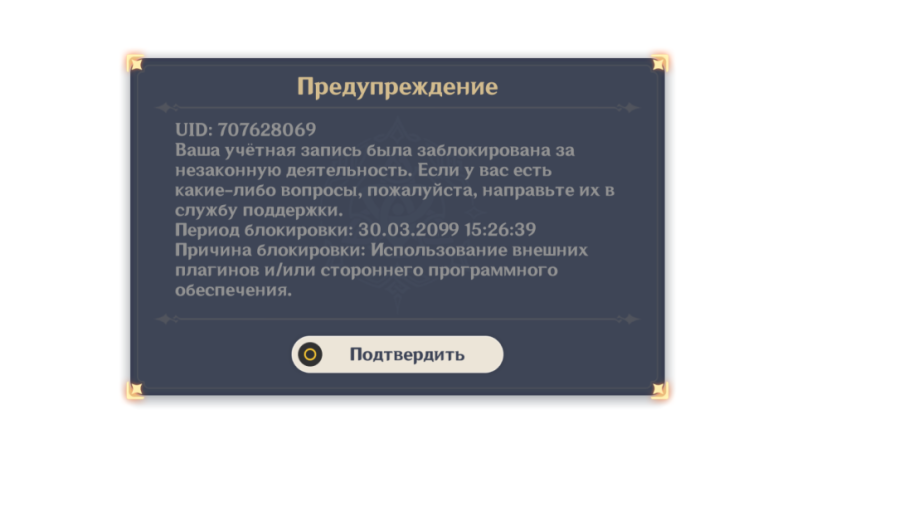 Предупреждение
UID: 707628069
Ваша учётная запись была заблокирована за
незаконную деятельность. Если у вас есть
какие-либо вопросы, пожалуйста, направьте их в
службу поддержки.
Период блокировки: 30.03.2099 15:26:39
Причина блокировки: Использование внешних
плагинов и/или стороннего программного
обеспечения.
Подтвердить